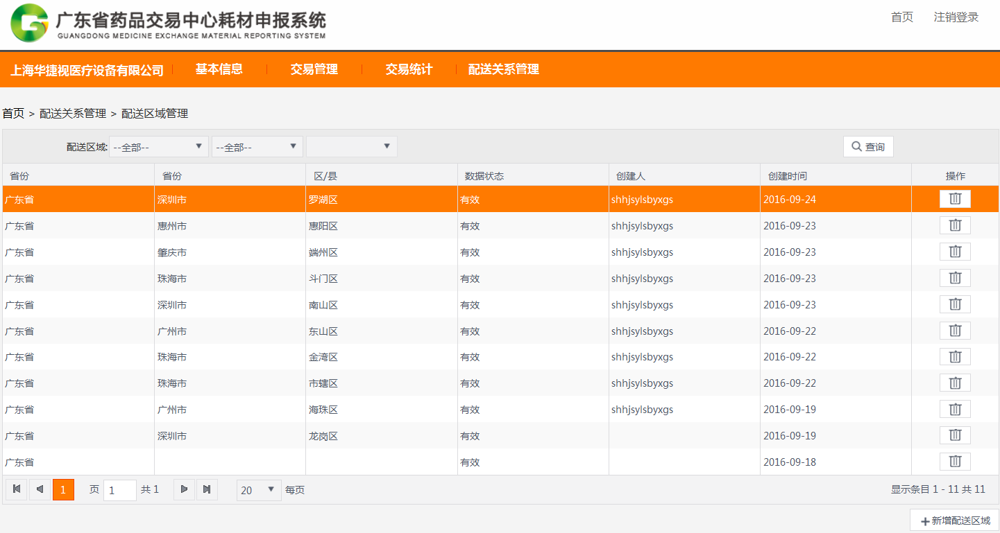 广东省药品交易中心耗材申报系统
GUANGDONG MEDICINE EXCHANGE MATERIAL REPORTING SYSTEM
首页 注销登录
上海华捷视医疗设备有限公司 基本信息 交易管理 交易统计 配送关系管理
首页 > 配送关系管理 > 配送区域管理
配送区域: --全部-- --全部-- 查询
省份 省份 区/县 数据状态 创建人 创建时间 操作
广东省 深圳市 罗湖区 有效 shhjsylsbyxgs 2016-09-24
广东省 惠州市 惠阳区 有效 shhjsylsbyxgs 2016-09-23
广东省 肇庆市 端州区 有效 shhjsylsbyxgs 2016-09-23
广东省 珠海市 斗门区 有效 shhjsylsbyxgs 2016-09-23
广东省 深圳市 南山区 有效 shhjsylsbyxgs 2016-09-23
广东省 广州市 东山区 有效 shhjsylsbyxgs 2016-09-22
广东省 珠海市 金湾区 有效 shhjsylsbyxgs 2016-09-22
广东省 珠海市 市辖区 有效 shhjsylsbyxgs 2016-09-22
广东省 广州市 海珠区 有效 shhjsylsbyxgs 2016-09-19
广东省 深圳市 龙岗区 有效 2016-09-19
广东省 有效 2016-09-18
1 页 1 共 1 20 每页 显示条目 1 - 11 共 11
新增配送区域